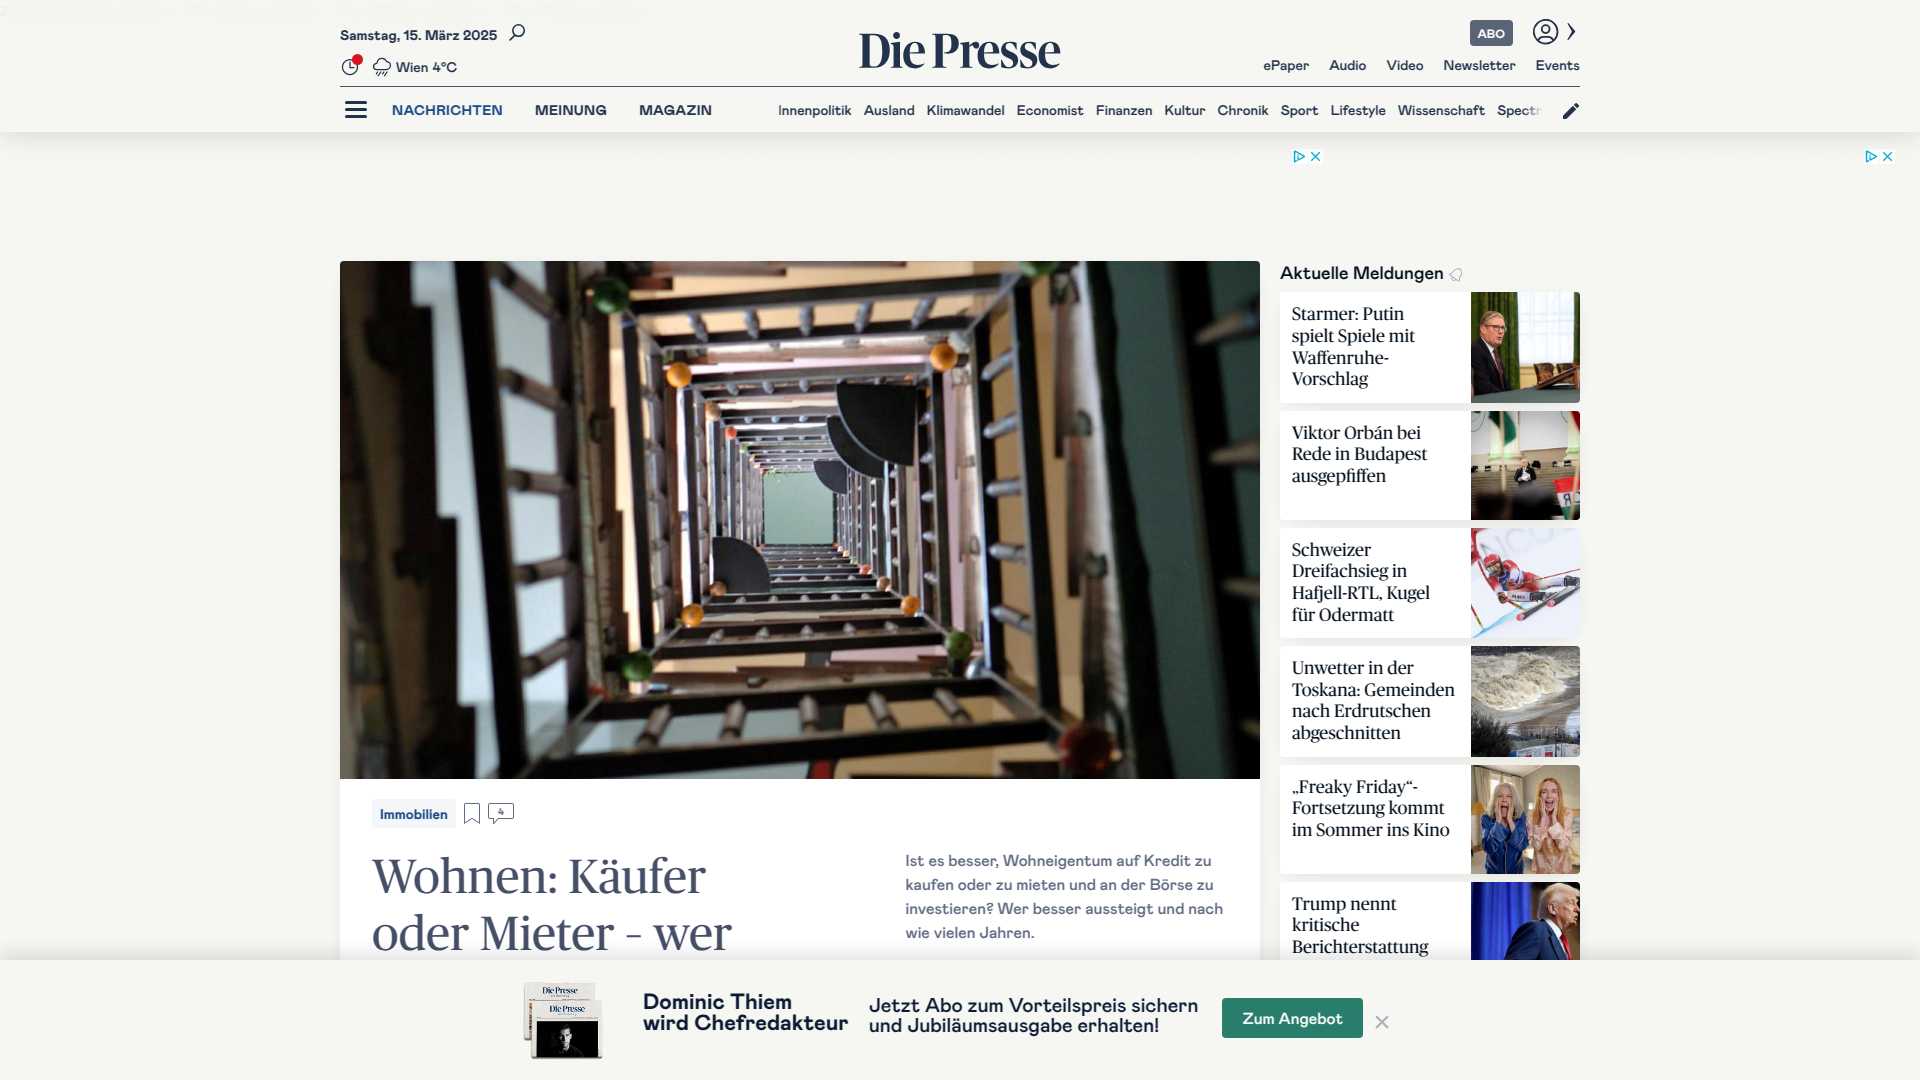 Samstag, 15. März 2025
Wien 4°C
Die Presse
ABO
ePaper Audio Video Newsletter Events
NACHRICHTEN MEINUNG MAGAZIN
Innenpolitik Ausland Klimawandel Economist Finanzen Kultur Chronik Sport Lifestyle Wissenschaft Spectr
Immobilien
4
Wohnen: Käufer
oder Mieter – wer
Ist es besser, Wohneigentum auf Kredit zu
kaufen oder zu mieten und an der Börse zu
investieren? Wer besser aussteigt und nach
wie vielen Jahren.
Aktuelle Meldungen
Starmer: Putin
spielt Spiele mit
Waffenruhe-
Vorschlag
Viktor Orbán bei
Rede in Budapest
ausgepfiffen
Schweizer
Dreifachsieg in
Hafjell-RTL, Kugel
für Odermatt
Unwetter in der
Toskana: Gemeinden
nach Erdrutschen
abgeschnitten
„Freaky Friday“-
Fortsetzung kommt
im Sommer ins Kino
Trump nennt
kritische
Berichterstattung
Die Presse
Die Presse
Dominic Thiem
wird Chefredakteur
Jetzt Abo zum Vorteilspreis sichern
und Jubiläumsausgabe erhalten!
Zum Angebot